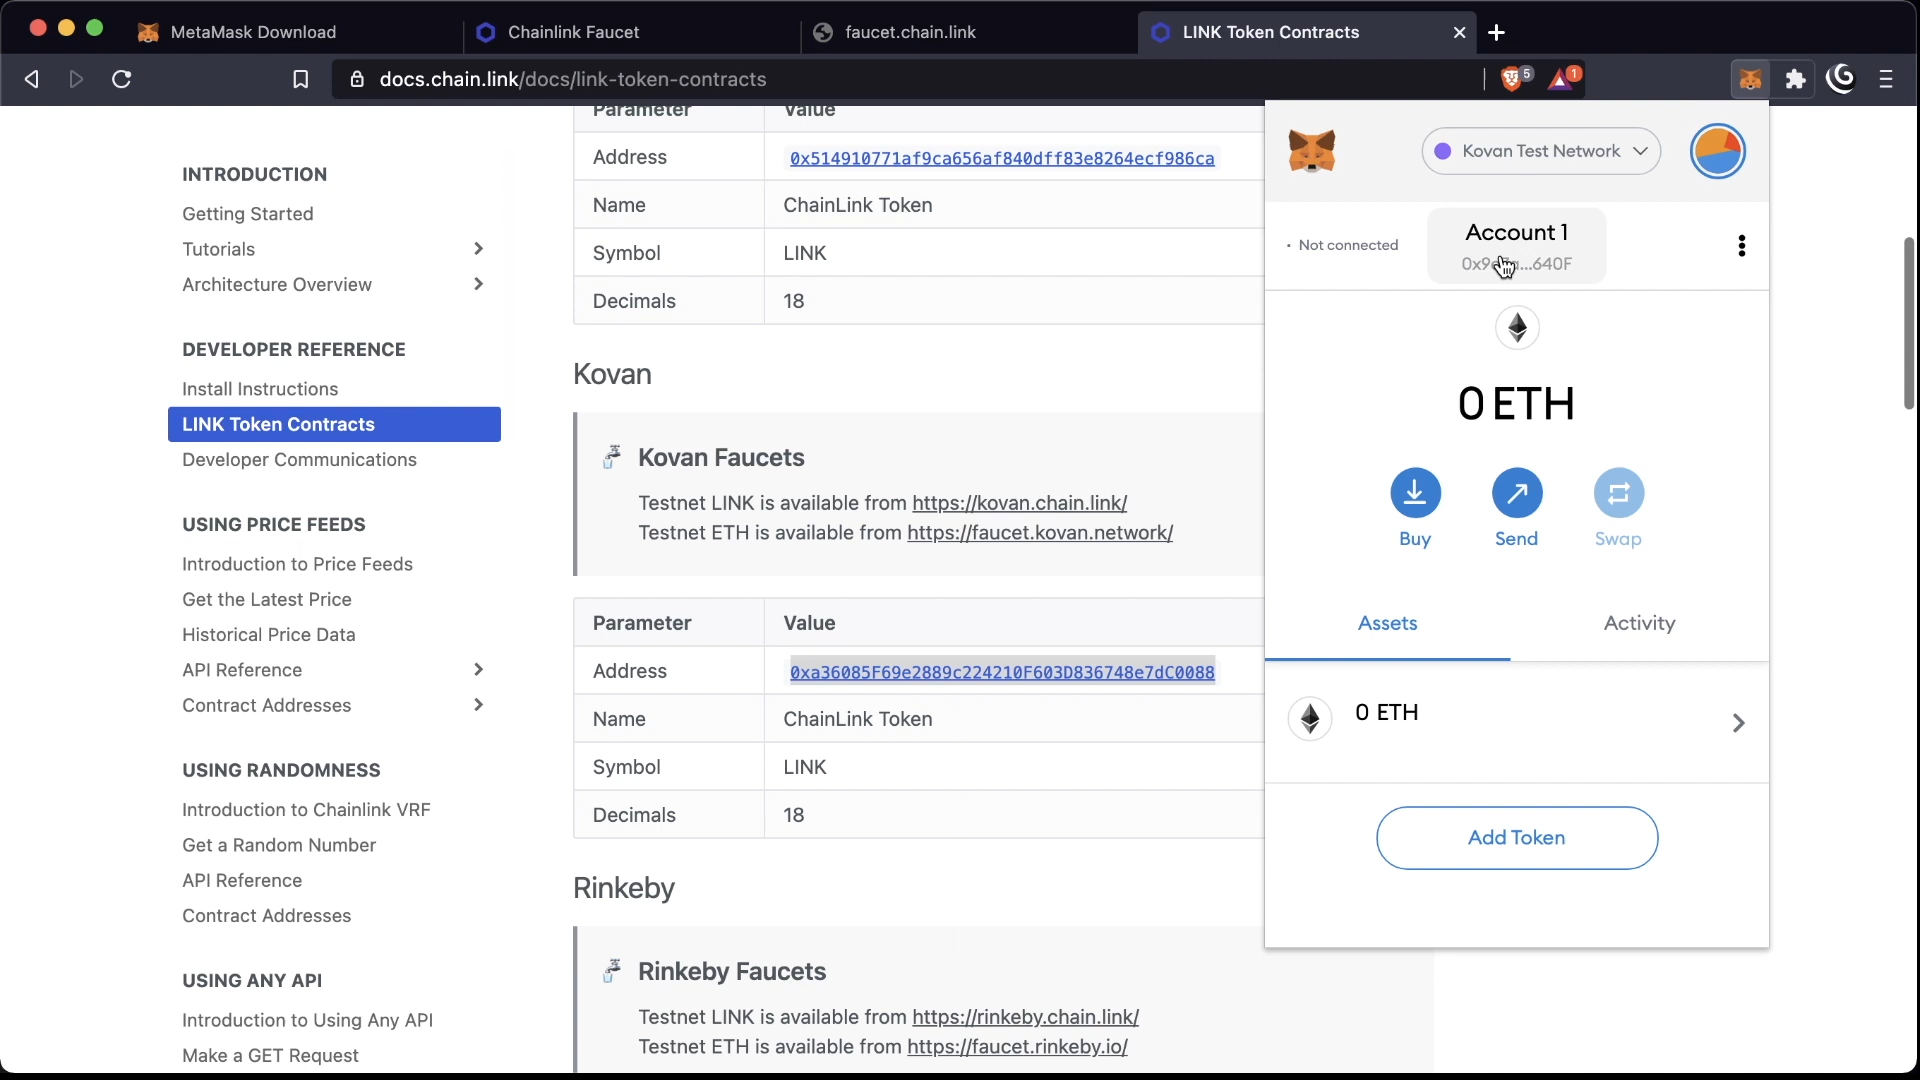 MetaMask Download
Chainlink Faucet
faucet.chain.link
LINK Token Contracts
docs.chain.link/docs/link-token-contracts
5
1
INTRODUCTION
Getting Started
Tutorials
Architecture Overview
DEVELOPER REFERENCE
Install Instructions
LINK Token Contracts
Developer Communications
USING PRICE FEEDS
Introduction to Price Feeds
Get the Latest Price
Historical Price Data
API Reference
Contract Addresses
USING RANDOMNESS
Introduction to Chainlink VRF
Get a Random Number
API Reference
Contract Addresses
USING ANY API
Introduction to Using Any API
Make a GET Request
Parameter Value
Address 0x514910771af9ca656af840dff83e8264ecf986ca
Name ChainLink Token
Symbol LINK
Decimals 18
Kovan
Kovan Faucets
Testnet LINK is available from https://kovan.chain.link/
Testnet ETH is available from https://faucet.kovan.network/
Parameter Value
Address 0xa36085F69e2889c224210F603D836748e7dC0088
Name ChainLink Token
Symbol LINK
Decimals 18
Rinkeby
Rinkeby Faucets
Testnet LINK is available from https://rinkeby.chain.link/
Testnet ETH is available from https://faucet.rinkeby.io/
Kovan Test Network
Not connected
Account 1
0 ETH
Buy
Send
Swap
Assets
Activity
0 ETH
Add Token